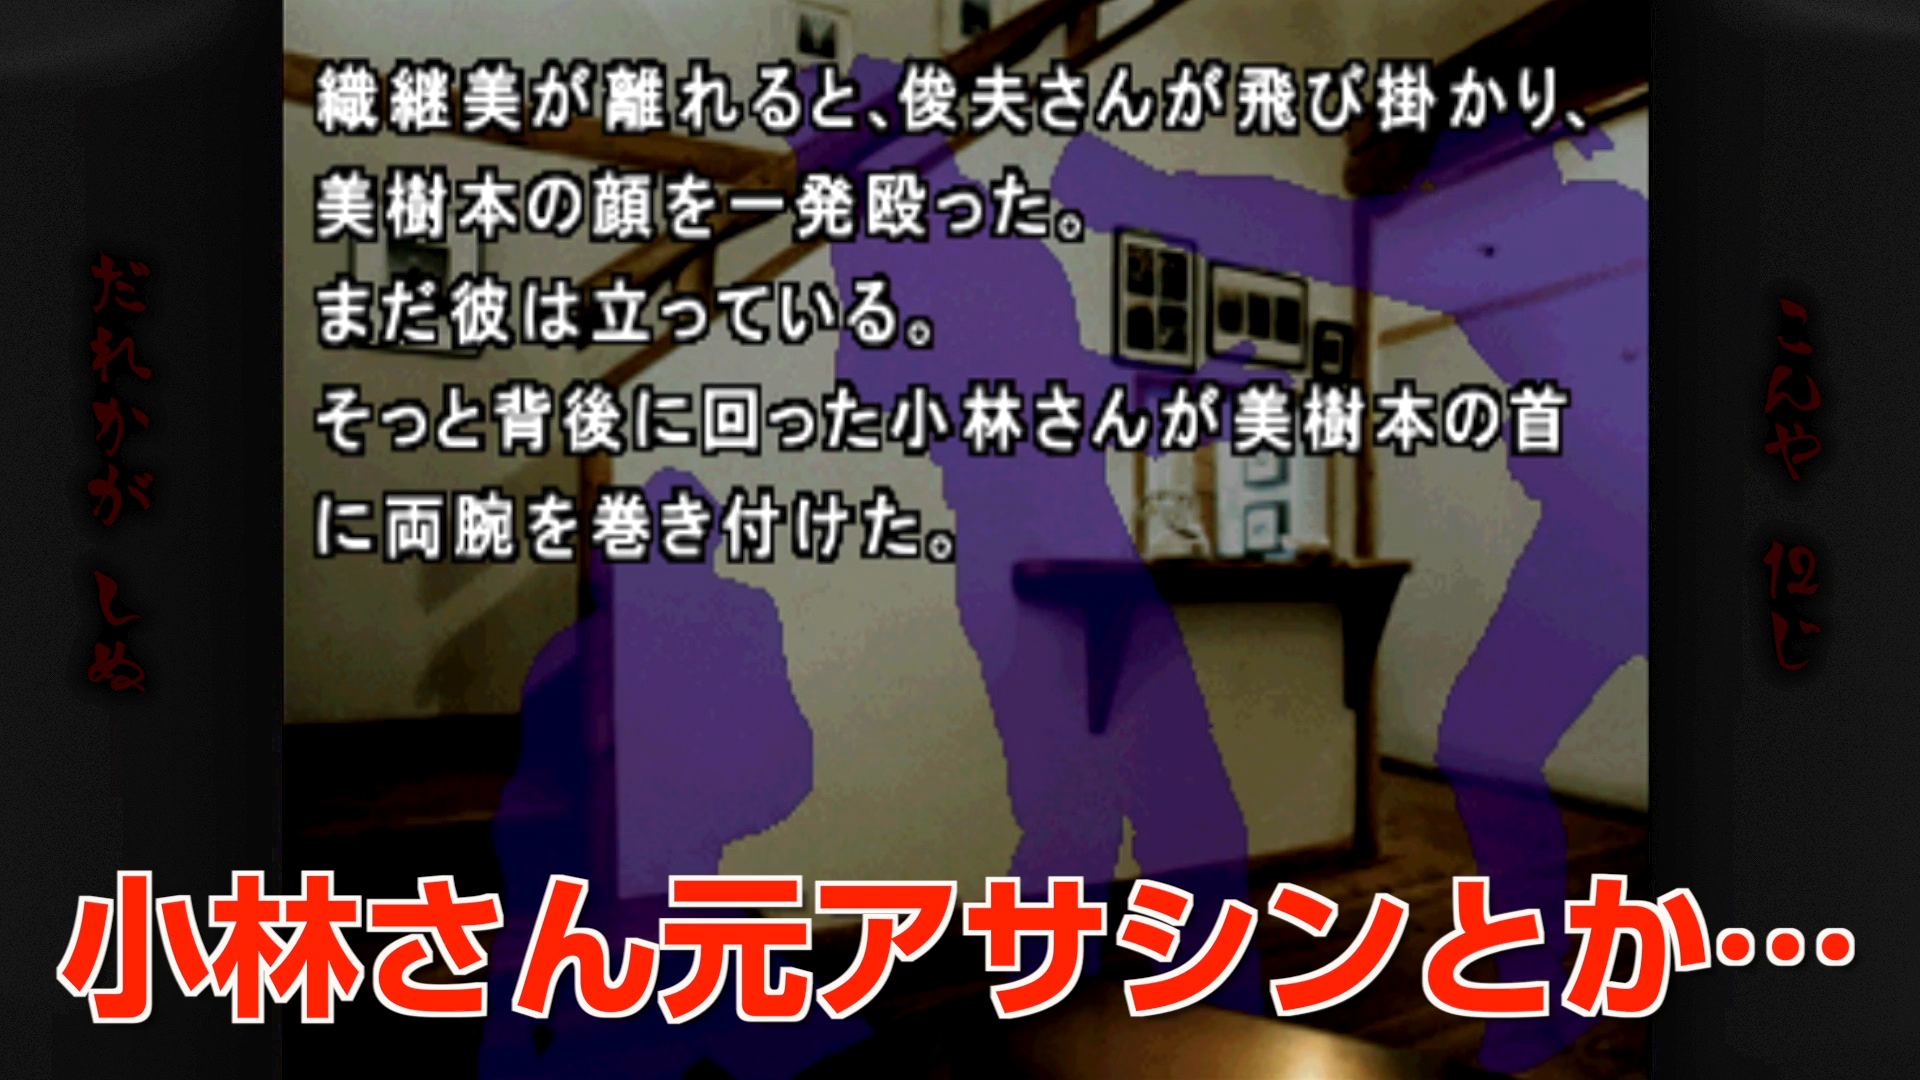 織継美が離れると、俊夫さんが飛び掛かり、
美樹本の顔を一発殴った。
まだ彼は立っている。
そっと背後に回った小林さんが美樹本の首
に両腕を巻き付けた。
だれかが しぬ
こんや 12じ
小林さん元アサシンとか…